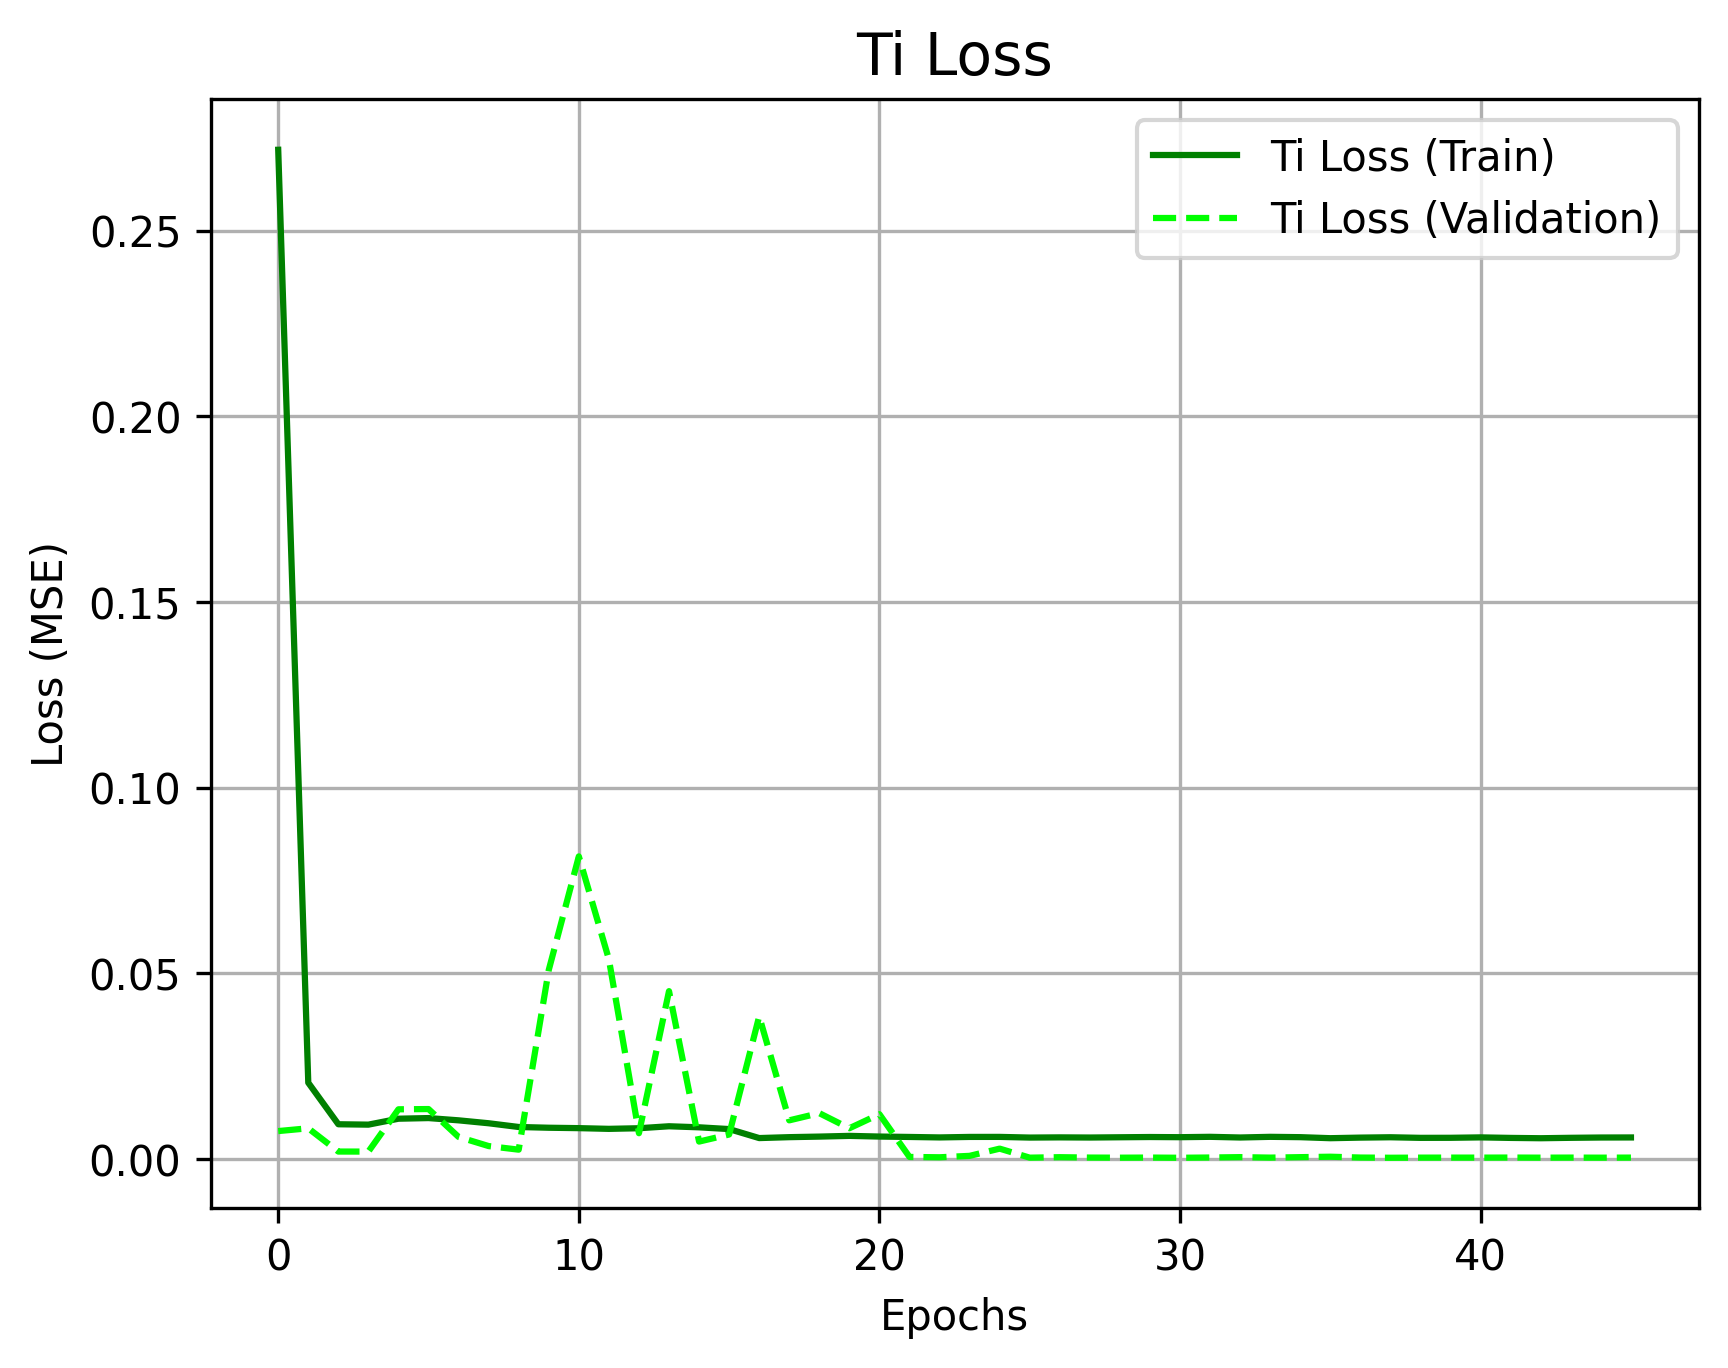 Ti Loss
Ti Loss (Train)
Ti Loss (Validation)
0.25
0.20
0.15
0.10
0.05
0.00
Loss (MSE)
0 10 20 30 40
Epochs